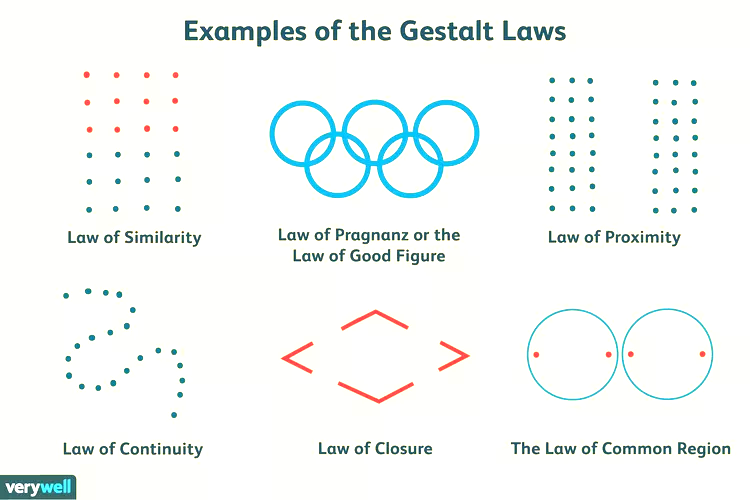 Examples of the Gestalt Laws
Law of Similarity
Law of Pragnanz or the
Law of Good Figure
Law of Proximity
Law of Continuity
Law of Closure
The Law of Common Region
verywell